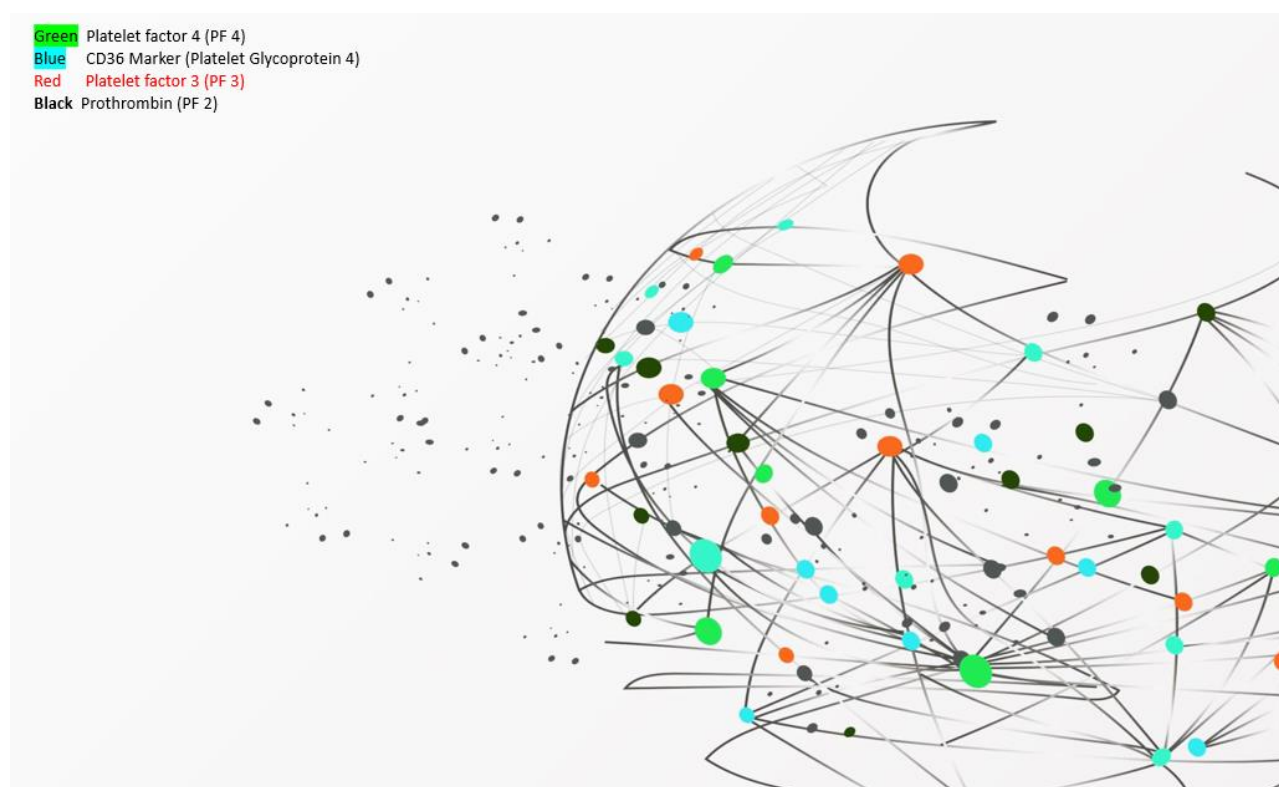 Green Platelet factor 4 (PF 4)
Blue CD36 Marker (Platelet Glycoprotein 4)
Red Platelet factor 3 (PF 3)
Black Prothrombin (PF 2)